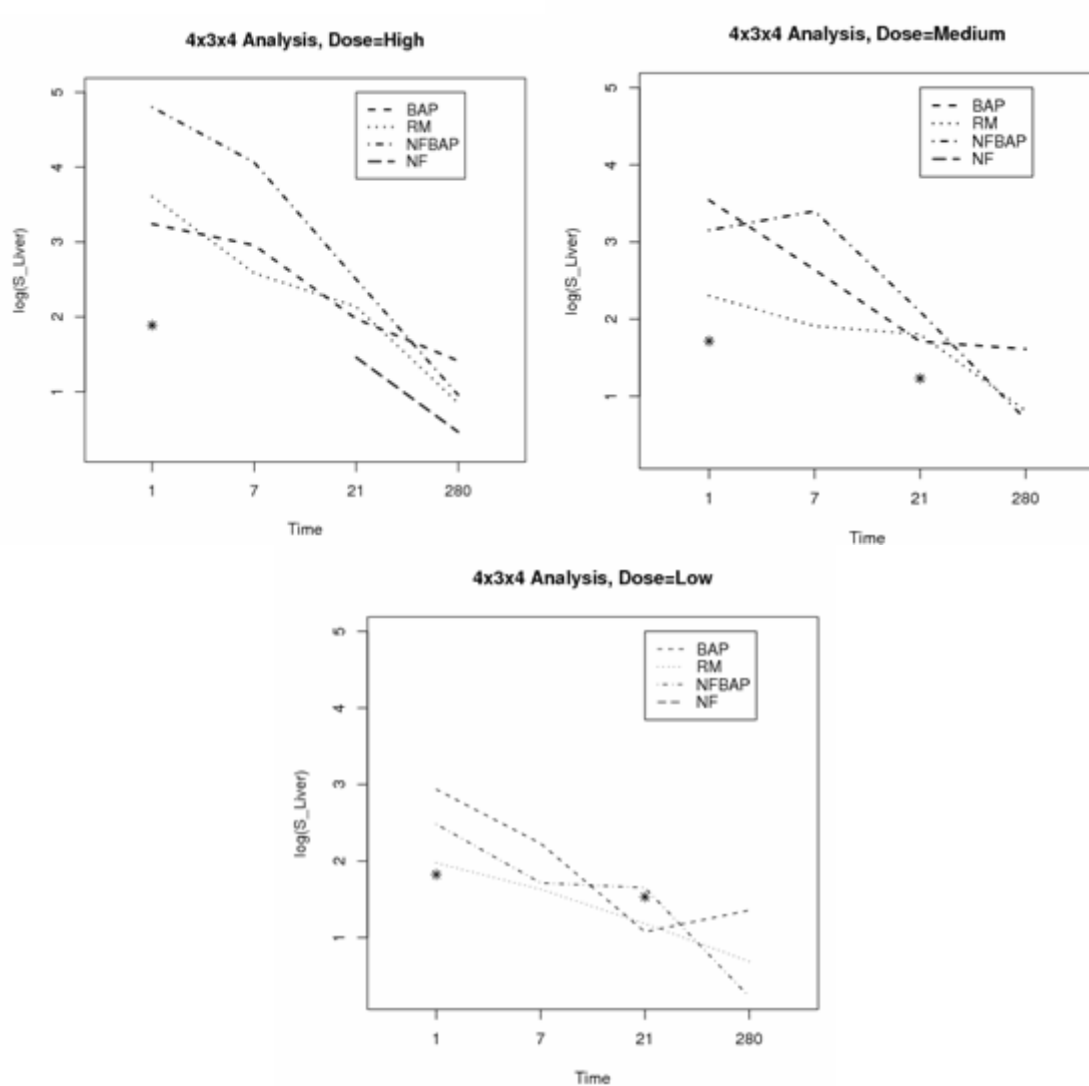 4x3x4 Analysis, Dose=High
log(S_Liver)
5
4
3
2
1
BAP
RM
NFBAP
NF
1 7 21 280
Time
4x3x4 Analysis, Dose=Medium
log(S_Liver)
5
4
3
2
1
BAP
RM
NFBAP
NF
1 7 21 280
Time
4x3x4 Analysis, Dose=Low
log(S_Liver)
5
4
3
2
1
BAP
RM
NFBAP
NF
1 7 21 280
Time